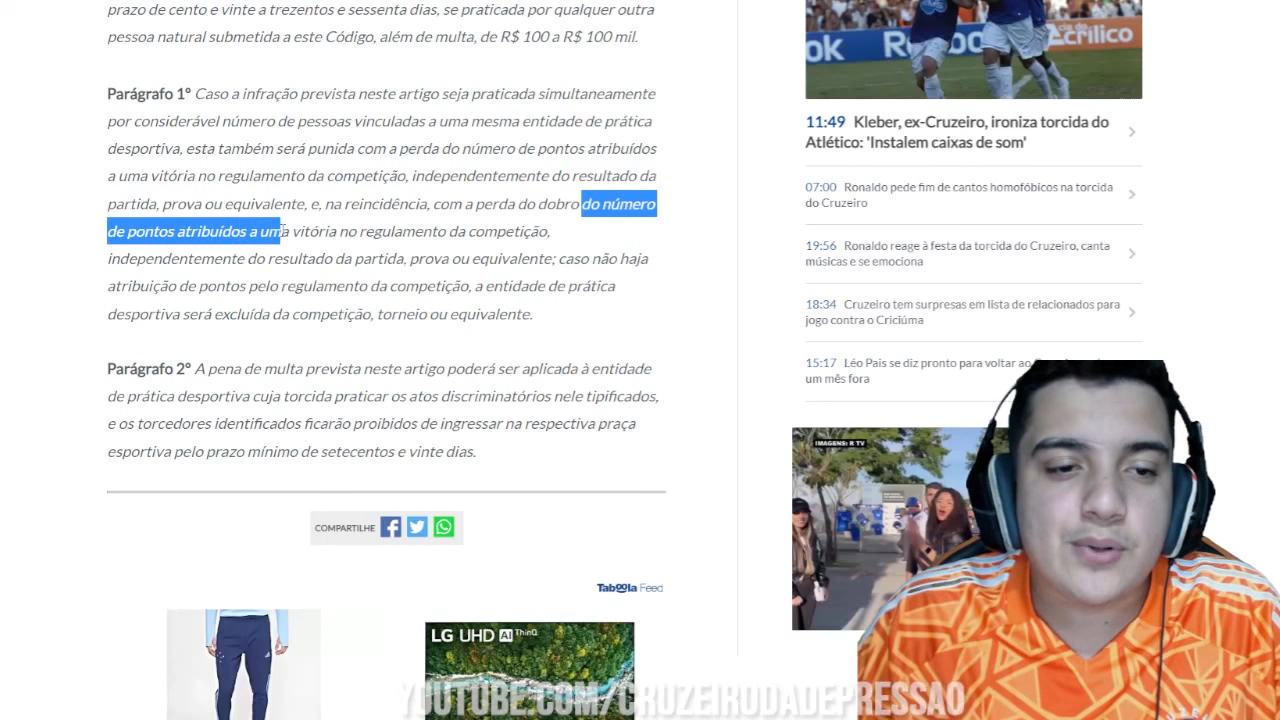 prazo de cento e vinte a trezentos e sessenta dias, se praticada por qualquer outra
pessoa natural submetida a este Código, além de multa, de R$ 100 a R$ 100 mil.
Parágrafo 1º Caso a infração prevista neste artigo seja praticada simultaneamente
por considerável número de pessoas vinculadas a uma mesma entidade de prática
desportiva, esta também será punida com a perda do número de pontos atribuídos
a uma vitória no regulamento da competição, independentemente do resultado da
partida, prova ou equivalente, e, na reincidência, com a perda do dobro do número
de pontos atribuídos a uma vitória no regulamento da competição,
independentemente do resultado da partida, prova ou equivalente; caso não haja
atribuição de pontos pelo regulamento da competição, a entidade de prática
desportiva será excluída da competição, torneio ou equivalente.
Parágrafo 2º A pena de multa prevista neste artigo poderá ser aplicada à entidade
de prática desportiva cuja torcida praticar os atos discriminatórios nele tipificados,
e os torcedores identificados ficarão proibidos de ingressar na respectiva praça
esportiva pelo prazo mínimo de setecentos e vinte dias.
COMPARTILHE
Taboola Feed
LG UHD AI ThinQ
Acrílico
11:49 Kleber, ex-Cruzeiro, ironiza torcida do
Atlético: 'Instalem caixas de som'
07:00 Ronaldo pede fim de cantos homofóbicos na torcida
do Cruzeiro
19:56 Ronaldo reage à festa da torcida do Cruzeiro, canta
músicas e se emociona
18:34 Cruzeiro tem surpresas em lista de relacionados para
jogo contra o Criciúma
15:17 Léo Pais se diz pronto para voltar ao
um mês fora
IMAGENS: R TV
YOUTUBE.COM/CRUZEIRODADEPRESSAO